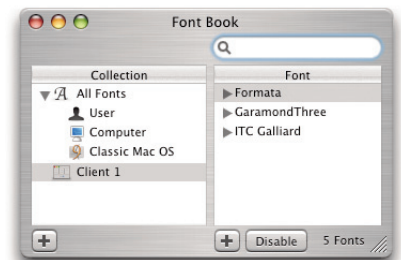 Font Book
Collection
All Fonts
User
Computer
Classic Mac OS
Client 1
Font
Formata
GaramondThree
ITC Galliard
Disable
5 Fonts